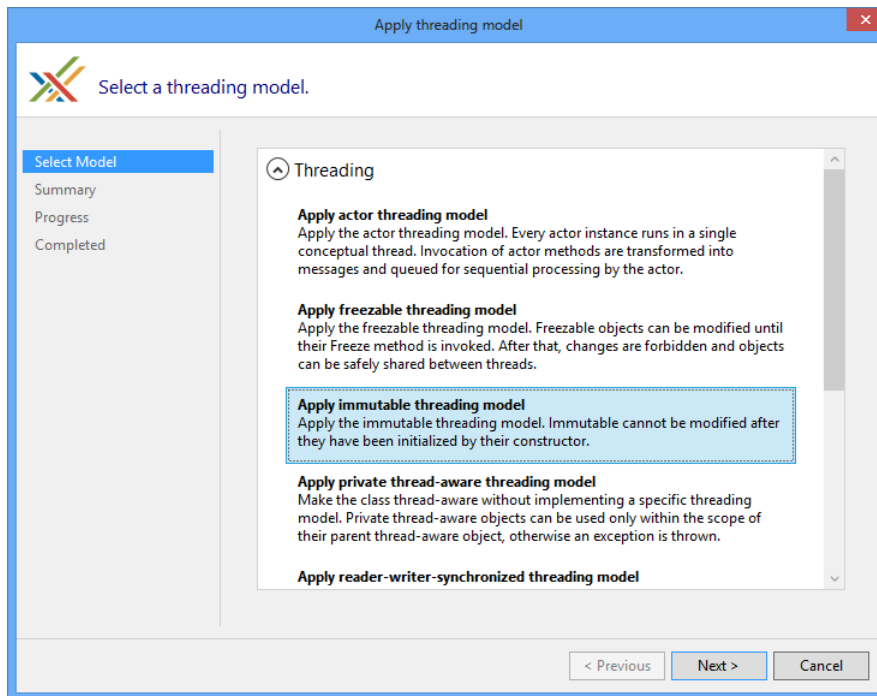 Apply threading model
Select a threading model.
Select Model
Summary
Progress
Completed
Threading
Apply actor threading model
Apply the actor threading model. Every actor instance runs in a single
conceptual thread. Invocation of actor methods are transformed into
messages and queued for sequential processing by the actor.
Apply freezable threading model
Apply the freezable threading model. Freezable objects can be modified until
their Freeze method is invoked. After that, changes are forbidden and objects
can be safely shared between threads.
Apply immutable threading model
Apply the immutable threading model. Immutable cannot be modified after
they have been initialized by their constructor.
Apply private thread-aware threading model
Make the class thread-aware without implementing a specific threading
model. Private thread-aware objects can be used only within the scope of
their parent thread-aware object, otherwise an exception is thrown.
Apply reader-writer-synchronized threading model
< Previous
Next >
Cancel